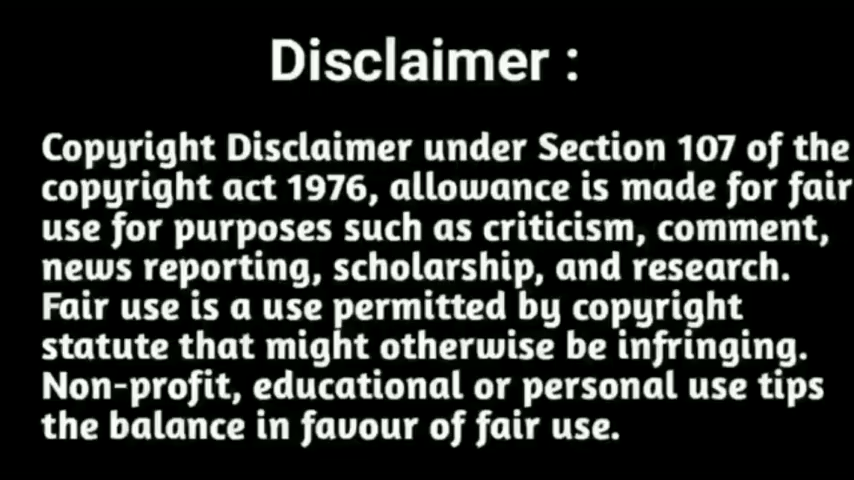 Disclaimer :
Copyright Disclaimer under Section 107 of the
copyright act 1976, allowance is made for fair
use for purposes such as criticism, comment,
news reporting, scholarship, and research.
Fair use is a use permitted by copyright
statute that might otherwise be infringing.
Non-profit, educational or personal use tips
the balance in favour of fair use.